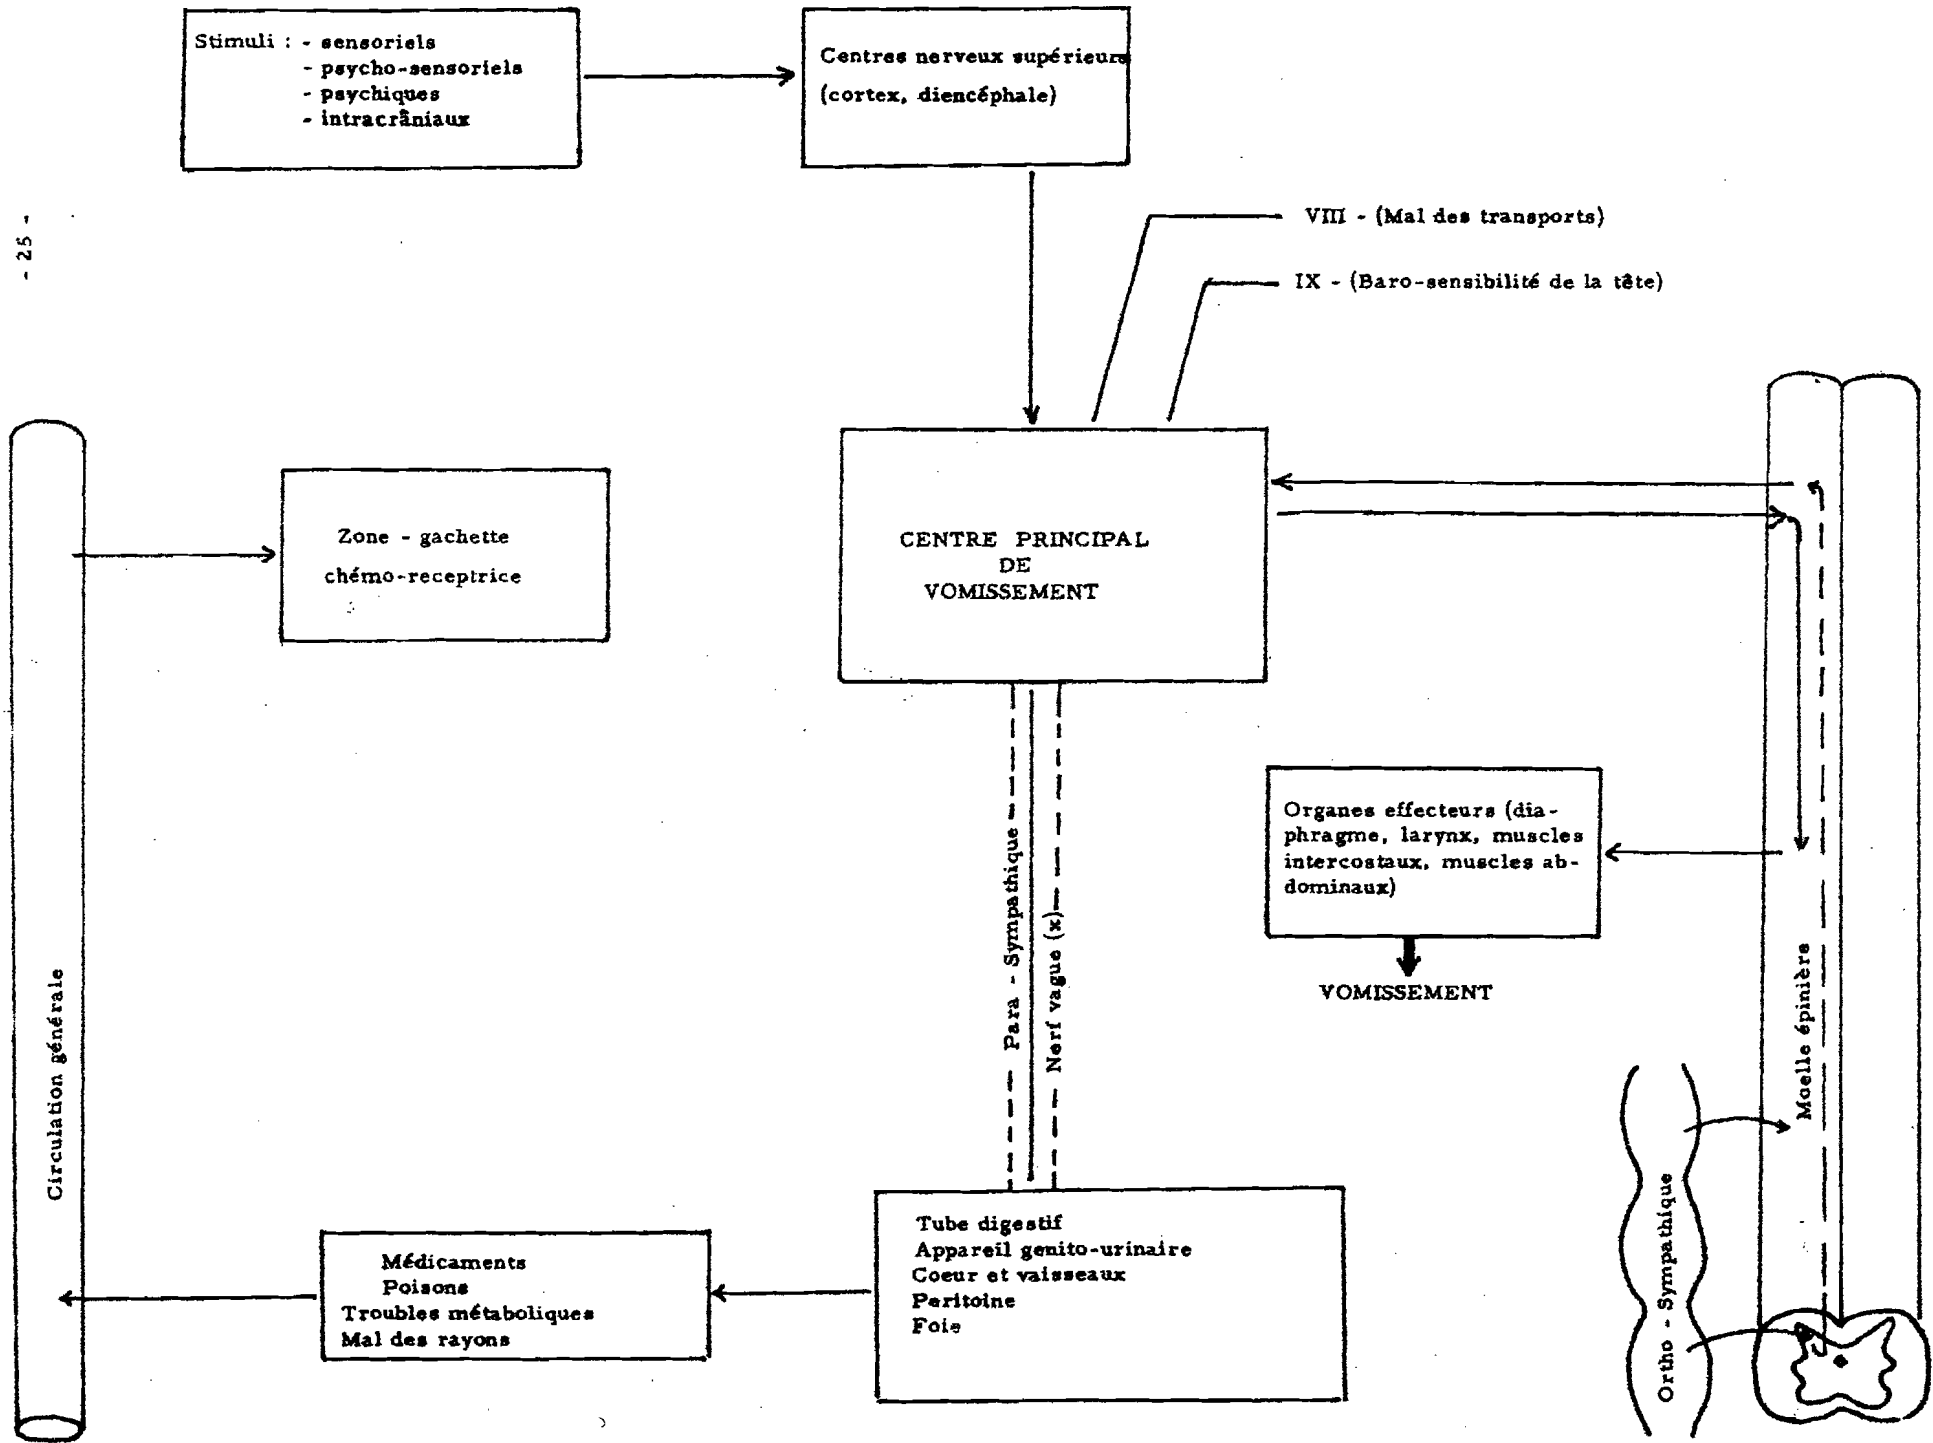 Stimuli : - sensoriels
- psycho-sensoriels
- psychiques
- intracrâniaux
Centres nerveux supérieurs
(cortex, diencéphale)
- 25 -
VIII - (Mal des transports)
IX - (Baro-sensibilité de la tête)
Zone - gachette
chémo-receptrice
CENTRE PRINCIPAL
DE
VOMISSEMENT
Organes effecteurs (dia-
phragme, larynx, muscles
intercostaux, muscles ab-
dominaux)
VOMISSEMENT
Para - Sympathique
Nerf vague (x)
Moelle épinière
Circulation générale
Ortho - Sympathique
Tube digestif
Appareil genito-urinaire
Coeur et vaisseaux
Peritoine
Foie
Médicaments
Poisons
Troubles métaboliques
Mal des rayons